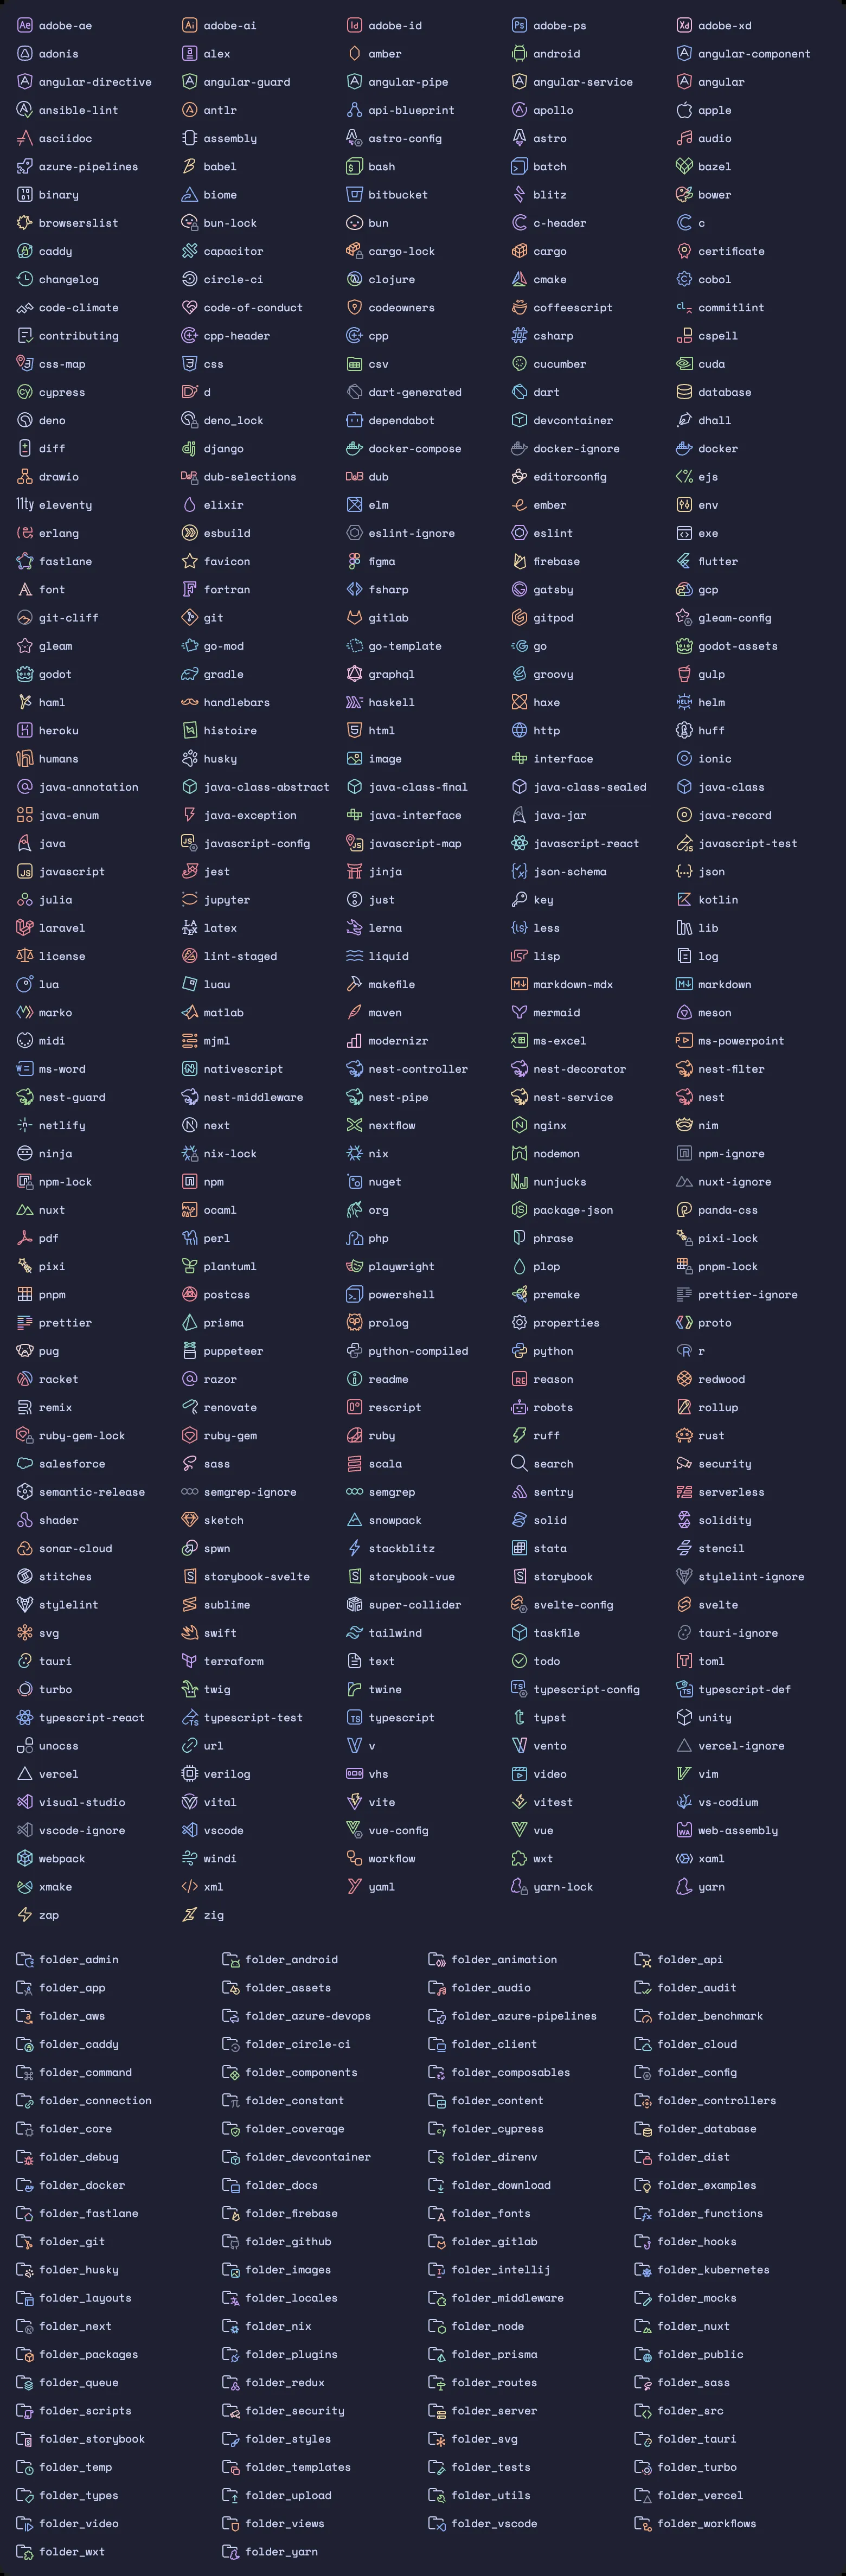 adobe-ae adobe-ai adobe-id adobe-ps adobe-xd
adonis alex amber android angular-component
angular-directive angular-guard angular-pipe angular-service angular
ansible-lint antlr api-blueprint apollo apple
asciidoc assembly astro-config astro audio
azure-pipelines babel bash batch bazel
binary biome bitbucket blitz bower
browserslist bun-lock bun c-header c
caddy capacitor cargo-lock cargo certificate
changelog circle-ci clojure cmake cobol
code-climate code-of-conduct codeowners coffeescript commitlint
contributing cpp-header cpp csharp cspell
css-map css csv cucumber cuda
cypress d dart-generated dart database
deno deno_lock dependabot devcontainer dhall
diff django docker-compose docker-ignore docker
drawio dub-selections dub editorconfig ejs
eleventy elixir elm ember env
erlang esbuild eslint-ignore eslint exe
fastlane favicon figma firebase flutter
font fortran fsharp gatsby gcp
git-cliff git gitlab gitpod gleam-config
gleam go-mod go-template go godot-assets
godot gradle graphql groovy gulp
haml handlebars haskell haxe helm
heroku histoire html http huff
humans husky image interface ionic
java-annotation java-class-abstract java-class-final java-class-sealed java-class
java-enum java-exception java-interface java-jar java-record
java javascript-config javascript-map javascript-react javascript-test
javascript jest jinja json-schema json
julia jupyter just key kotlin
laravel latex lerna less lib
license lint-staged liquid lisp log
lua luau makefile markdown-mdx markdown
marko matlab maven mermaid meson
midi mjml modernizr ms-excel ms-powerpoint
ms-word nativescript nest-controller nest-decorator nest-filter
nest-guard nest-middleware nest-pipe nest-service nest
netlify next nextflow nginx nim
ninja nix-lock nix nodemon npm-ignore
npm-lock npm nuget nunjucks nuxt-ignore
nuxt ocaml org package-json panda-css
pdf perl php phrase pixi-lock
pixi plantuml playwright plop pnpm-lock
pnpm postcss powershell premake prettier-ignore
prettier prisma prolog properties proto
pug puppeteer python-compiled python r
racket razor readme reason redwood
remix renovate rescript robots rollup
ruby-gem-lock ruby-gem ruby ruff rust
salesforce sass scala search security
semantic-release semgrep-ignore semgrep sentry serverless
shader sketch snowpack solid solidity
sonar-cloud spwn stackblitz stata stencil
stitches storybook-svelte storybook-vue storybook stylelint-ignore
stylelint sublime super-collider svelte-config svelte
svg swift tailwind taskfile tauri-ignore
tauri terraform text todo toml
turbo twig twine typescript-config typescript-def
typescript-react typescript-test typescript typst unity
unocss url v vento vercel-ignore
vercel verilog vhs video vim
visual-studio vital vite vitest vs-codium
vscode-ignore vscode vue-config vue web-assembly
webpack windi workflow wxt xaml
xmake xml yaml yarn-lock yarn
zap zig
folder_admin folder_android folder_animation folder_api
folder_app folder_assets folder_audio folder_audit
folder_aws folder_azure-devops folder_azure-pipelines folder_benchmark
folder_caddy folder_circle-ci folder_client folder_cloud
folder_command folder_components folder_composables folder_config
folder_connection folder_constant folder_content folder_controllers
folder_core folder_coverage folder_cypress folder_database
folder_debug folder_devcontainer folder_direnv folder_dist
folder_docker folder_docs folder_download folder_examples
folder_fastlane folder_firebase folder_fonts folder_functions
folder_git folder_github folder_gitlab folder_hooks
folder_husky folder_images folder_intellij folder_kubernetes
folder_layouts folder_locales folder_middleware folder_mocks
folder_next folder_nix folder_node folder_nuxt
folder_packages folder_plugins folder_prisma folder_public
folder_queue folder_redux folder_routes folder_sass
folder_scripts folder_security folder_server folder_src
folder_storybook folder_styles folder_svg folder_tauri
folder_temp folder_templates folder_tests folder_turbo
folder_types folder_upload folder_utils folder_vercel
folder_video folder_views folder_vscode folder_workflows
folder_wxt folder_yarn